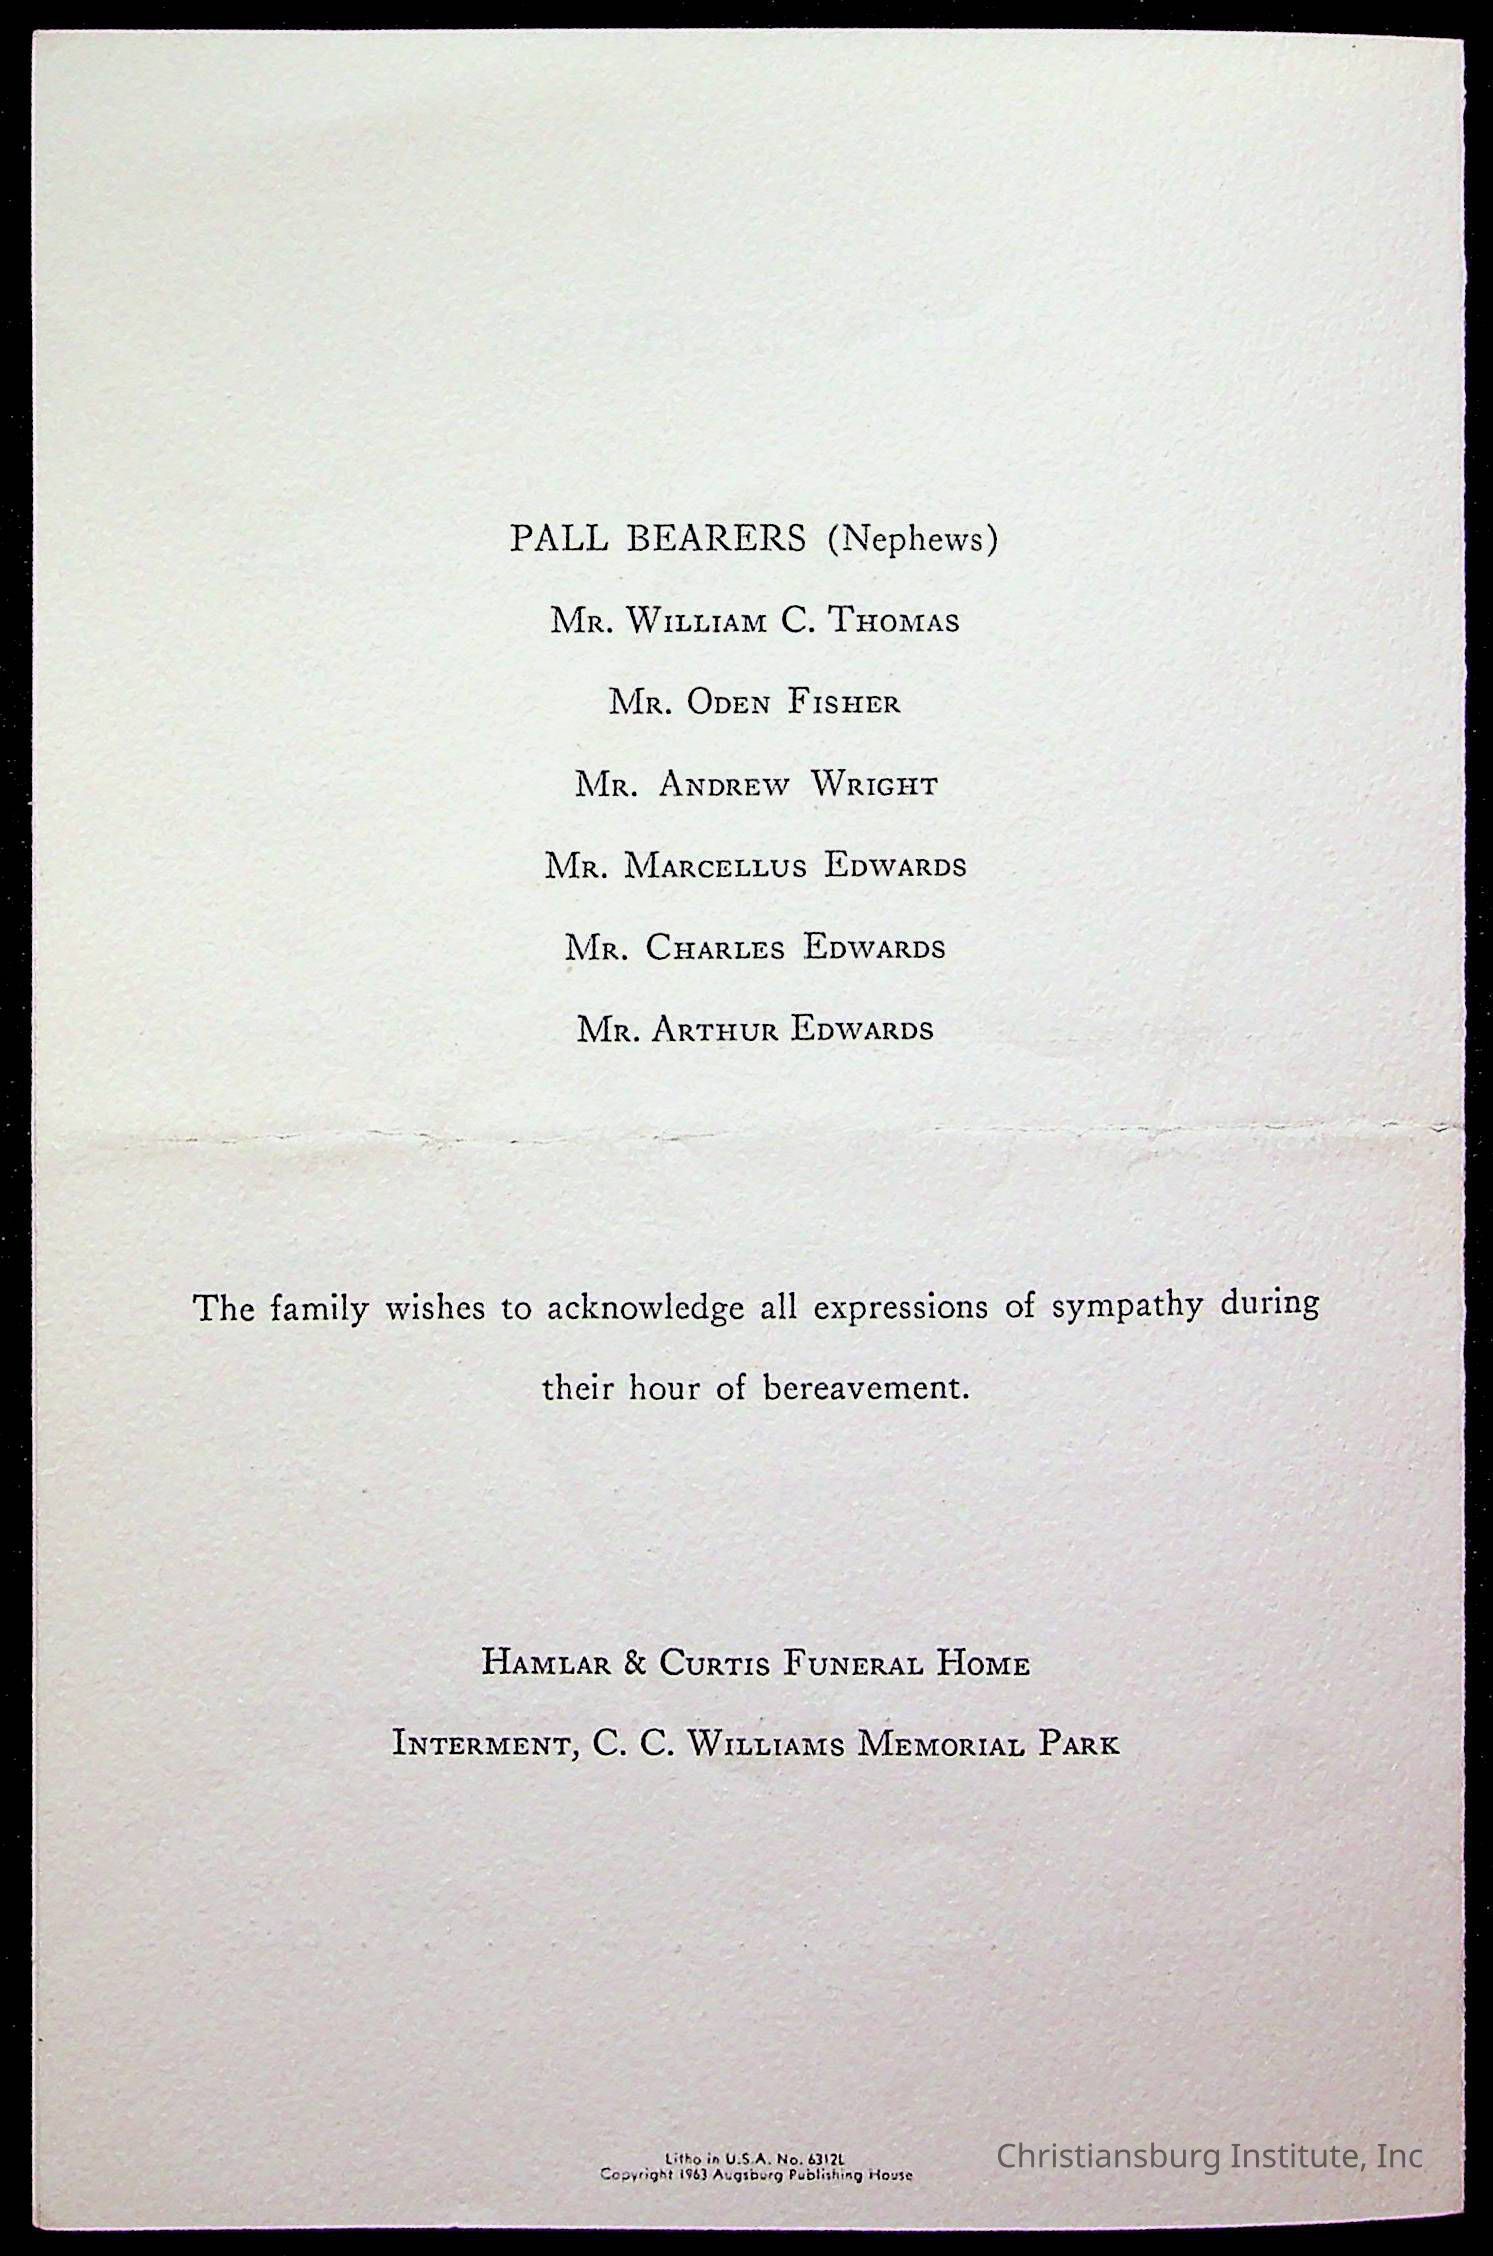 PALL BEARERS (Nephews)
Mr. William C. Thomas
Mr. Oden Fisher
Mr. Andrew Wright
Mr. Marcellus Edwards
Mr. Charles Edwards
Mr. Arthur Edwards
The family wishes to acknowledge all expressions of sympathy during
their hour of bereavement.
Hamlar & Curtis Funeral Home
Interment, C. C. Williams Memorial Park
Litho in U.S.A. No. 6312L
Copyright 1963 Augsburg Publishing House
Christiansburg Institute, Inc